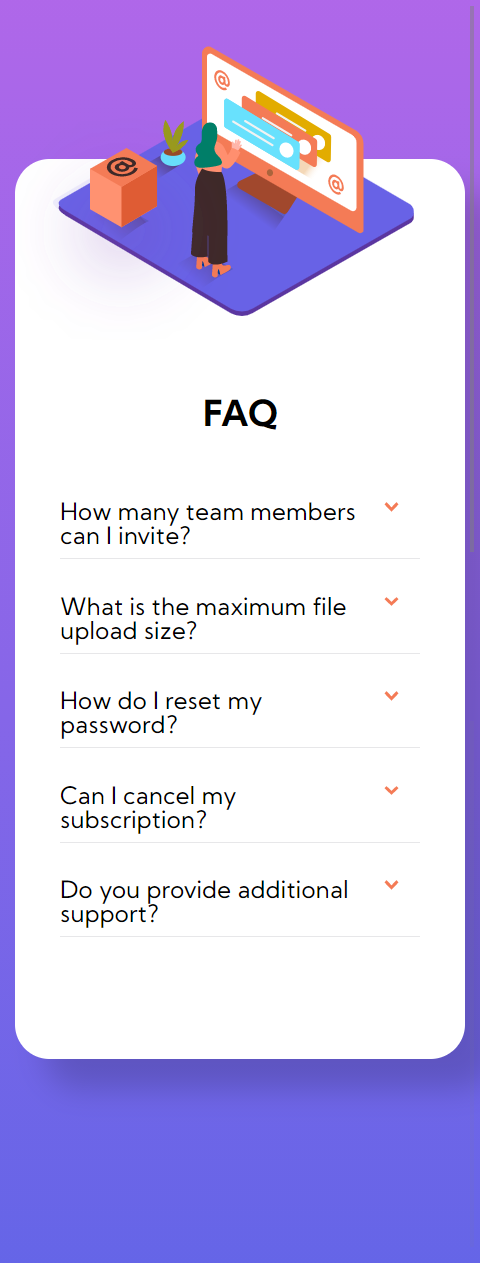 @
@
@
FAQ
How many team members
can I invite?
What is the maximum file
upload size?
How do I reset my
password?
Can I cancel my
subscription?
Do you provide additional
support?